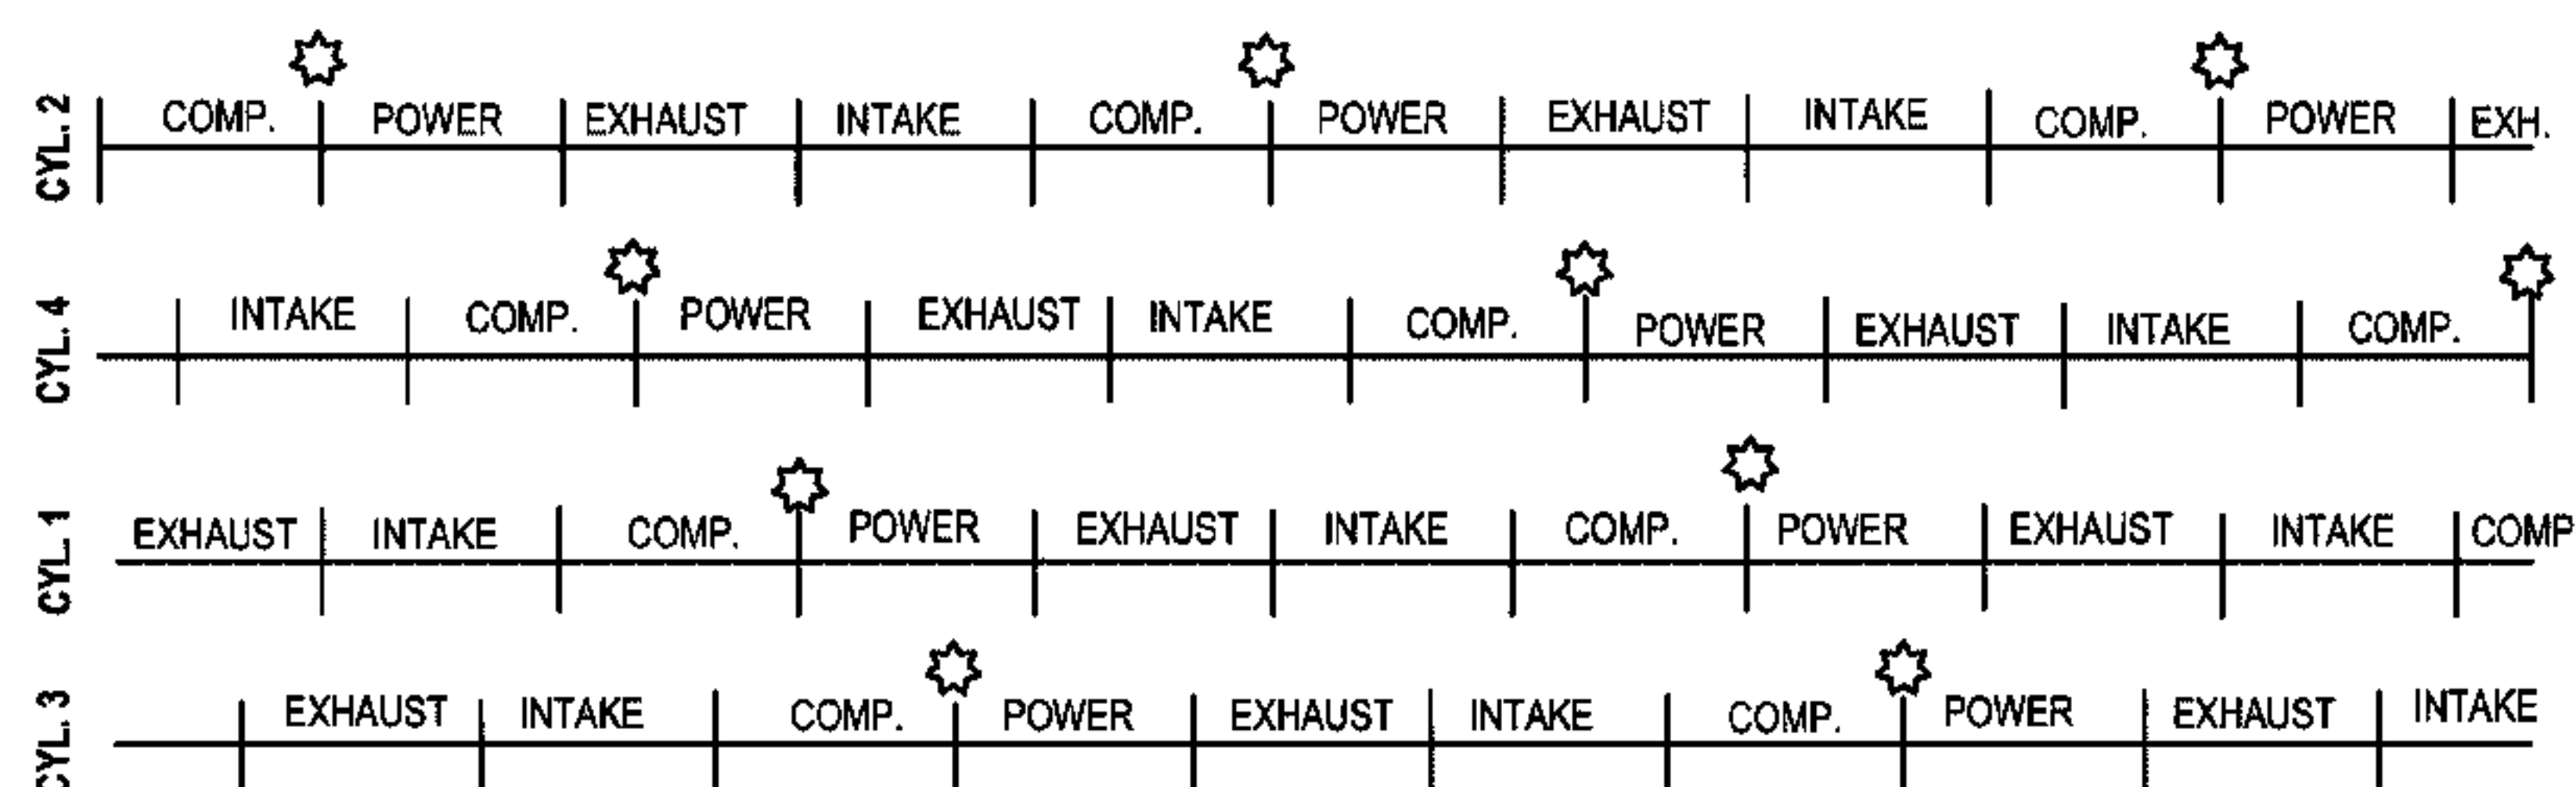 CYL. 2 COMP. POWER EXHAUST INTAKE COMP. POWER EXHAUST INTAKE COMP. POWER EXH.
CYL. 4 INTAKE COMP. POWER EXHAUST INTAKE COMP. POWER EXHAUST INTAKE COMP.
CYL. 1 EXHAUST INTAKE COMP. POWER EXHAUST INTAKE COMP. POWER EXHAUST INTAKE COMP
CYL. 3 EXHAUST INTAKE COMP. POWER EXHAUST INTAKE COMP. POWER EXHAUST INTAKE